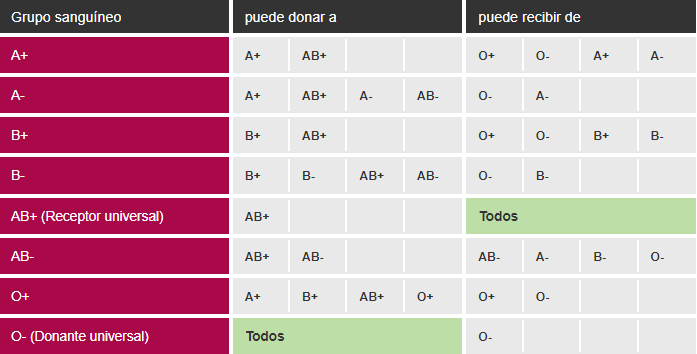 Grupo sanguíneo puede donar a puede recibir de
A+ A+ AB+ O+ O- A+ A-
A- A+ AB+ A- AB- O- A-
B+ B+ AB+ O+ O- B+ B-
B- B+ B- AB+ AB- O- B-
AB+ (Receptor universal) AB+ Todos
AB- AB+ AB- AB- A- B- O-
O+ A+ B+ AB+ O+ O+ O-
O- (Donante universal) Todos O-